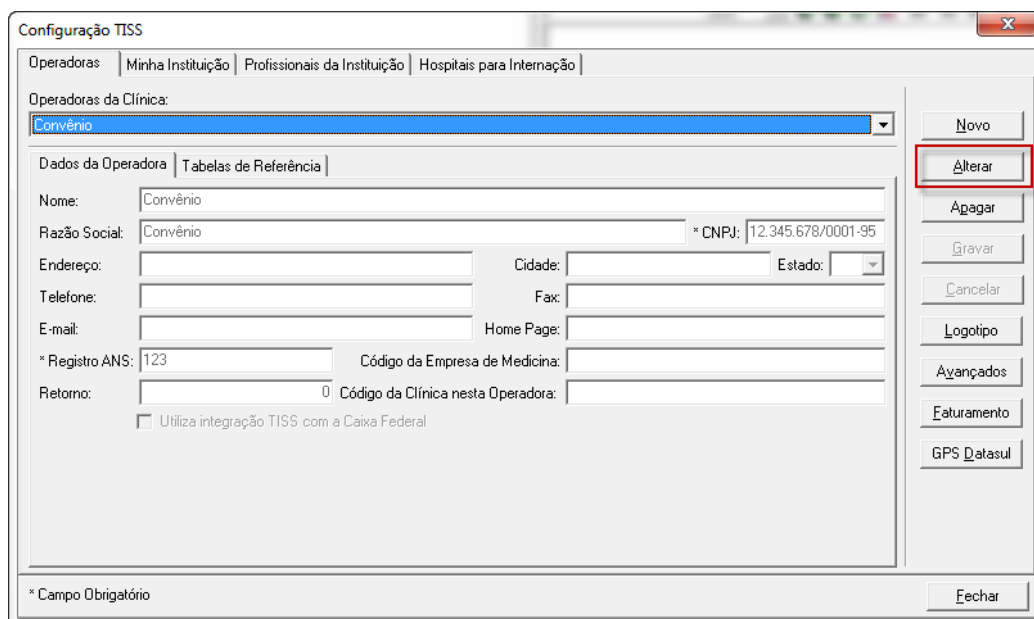 Configuração TISS
Operadoras Minha Instituição Profissionais da Instituição Hospitais para Internação
Operadoras da Clínica:
Convênio
Novo
Dados da Operadora Tabelas de Referência
Alterar
Nome: Convênio
Apagar
Razão Social: Convênio * CNPJ: 12.345.678/0001-95
Gravar
Endereço: Cidade: Estado:
Cancelar
Telefone: Fax:
E-mail: Home Page:
Logotipo
* Registro ANS: 123 Código da Empresa de Medicina:
Avançados
Retorno: 0 Código da Clínica nesta Operadora:
Faturamento
Utiliza integração TISS com a Caixa Federal
GPS Datasul
* Campo Obrigatório
Fechar